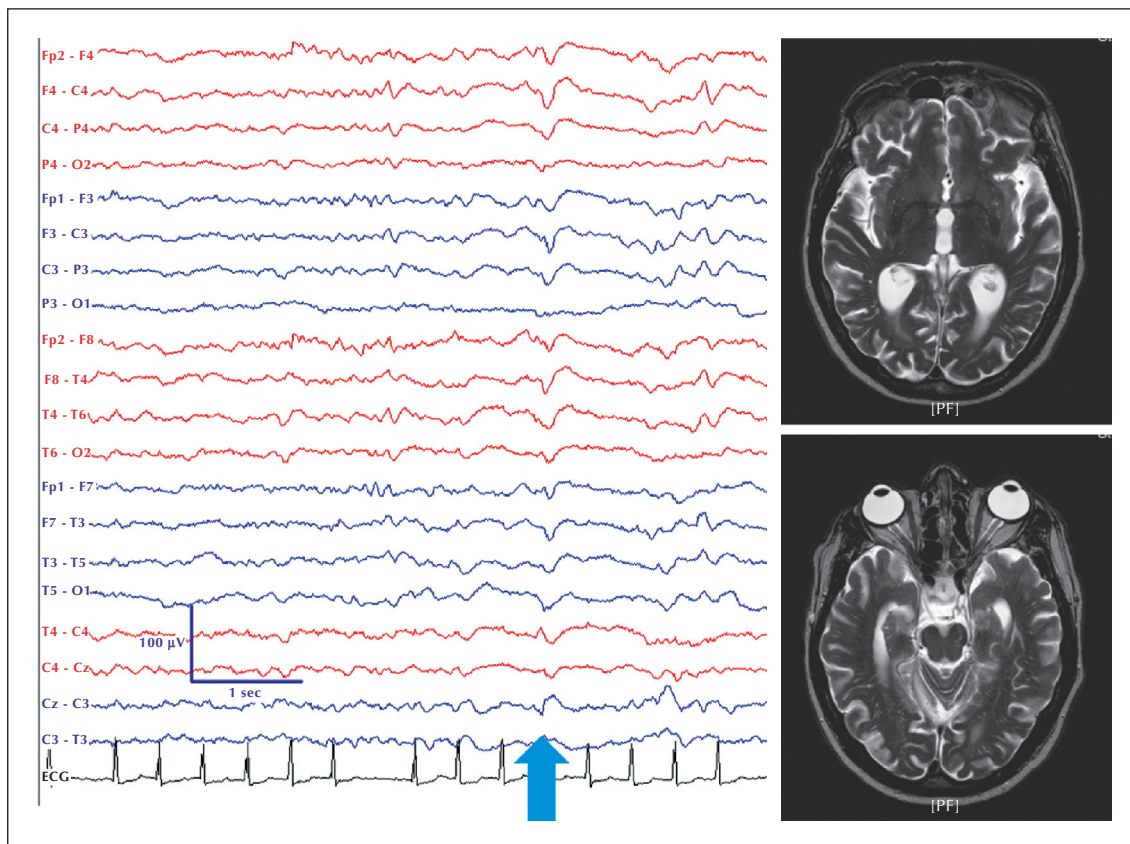 Fp2 - F4
F4 - C4
C4 - P4
P4 - O2
Fp1 - F3
F3 - C3
C3 - P3
P3 - O1
Fp2 - F8
F8 - T4
T4 - T6
T6 - O2
Fp1 - F7
F7 - T3
T3 - T5
T5 - O1
T4 - C4
100 µV
C4 - Cz
1 sec
Cz - C3
C3 - T3
ECG
[PF]
[PF]